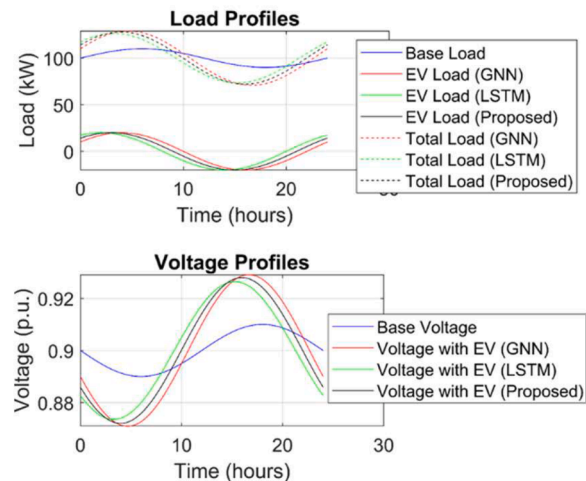 Load Profiles
Load (kW)
100
50
0
0
10
20
Time (hours)
Base Load
EV Load (GNN)
EV Load (LSTM)
EV Load (Proposed)
Total Load (GNN)
Total Load (LSTM)
Total Load (Proposed)
Voltage Profiles
Voltage (p.u.)
0.92
0.9
0.88
0
10
20
30
Time (hours)
Base Voltage
Voltage with EV (GNN)
Voltage with EV (LSTM)
Voltage with EV (Proposed)